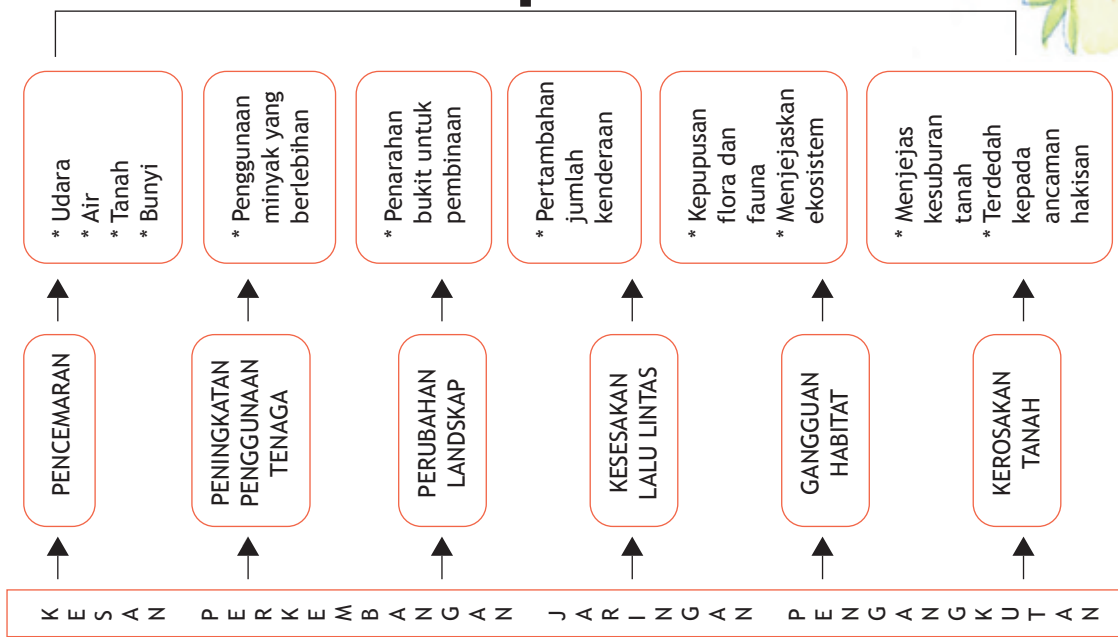 KESAN PERKEMBANGAN JARINGAN PENGANGKUTAN
PENCEMARAN
* Udara
* Air
* Tanah
* Bunyi
PENINGKATAN
PENGGUNAAN
TENAGA
* Penggunaan
minyak yang
berlebihan
PERUBAHAN
LANDSKAP
* Penarahan
bukit untuk
pembinaan
KESESAKAN
LALU LINTAS
* Pertambahan
jumlah
kenderaan
GANGGUAN
HABITAT
* Kepupusan
flora dan
fauna
* Menjejaskan
ekosistem
KEROSAKAN
TANAH
* Menjejas
kesuburan
tanah
* Terdedah
kepada
ancaman
hakisan